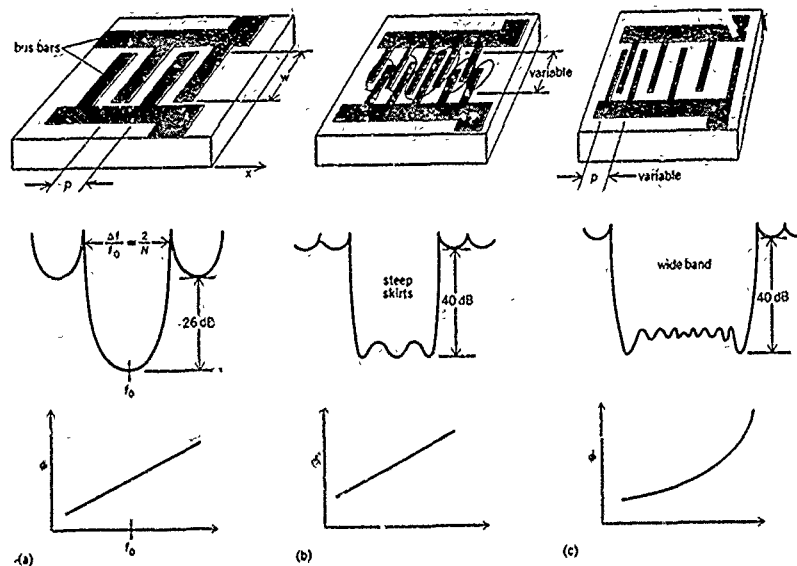 bus bars
w
p
x
variable
p
variable
Δf/f₀ = 2/N
-26 dB
f₀
steep
skirts
40 dB
wide band
40 dB
ϕ
f₀
ϕ
(a)
(b)
(c)